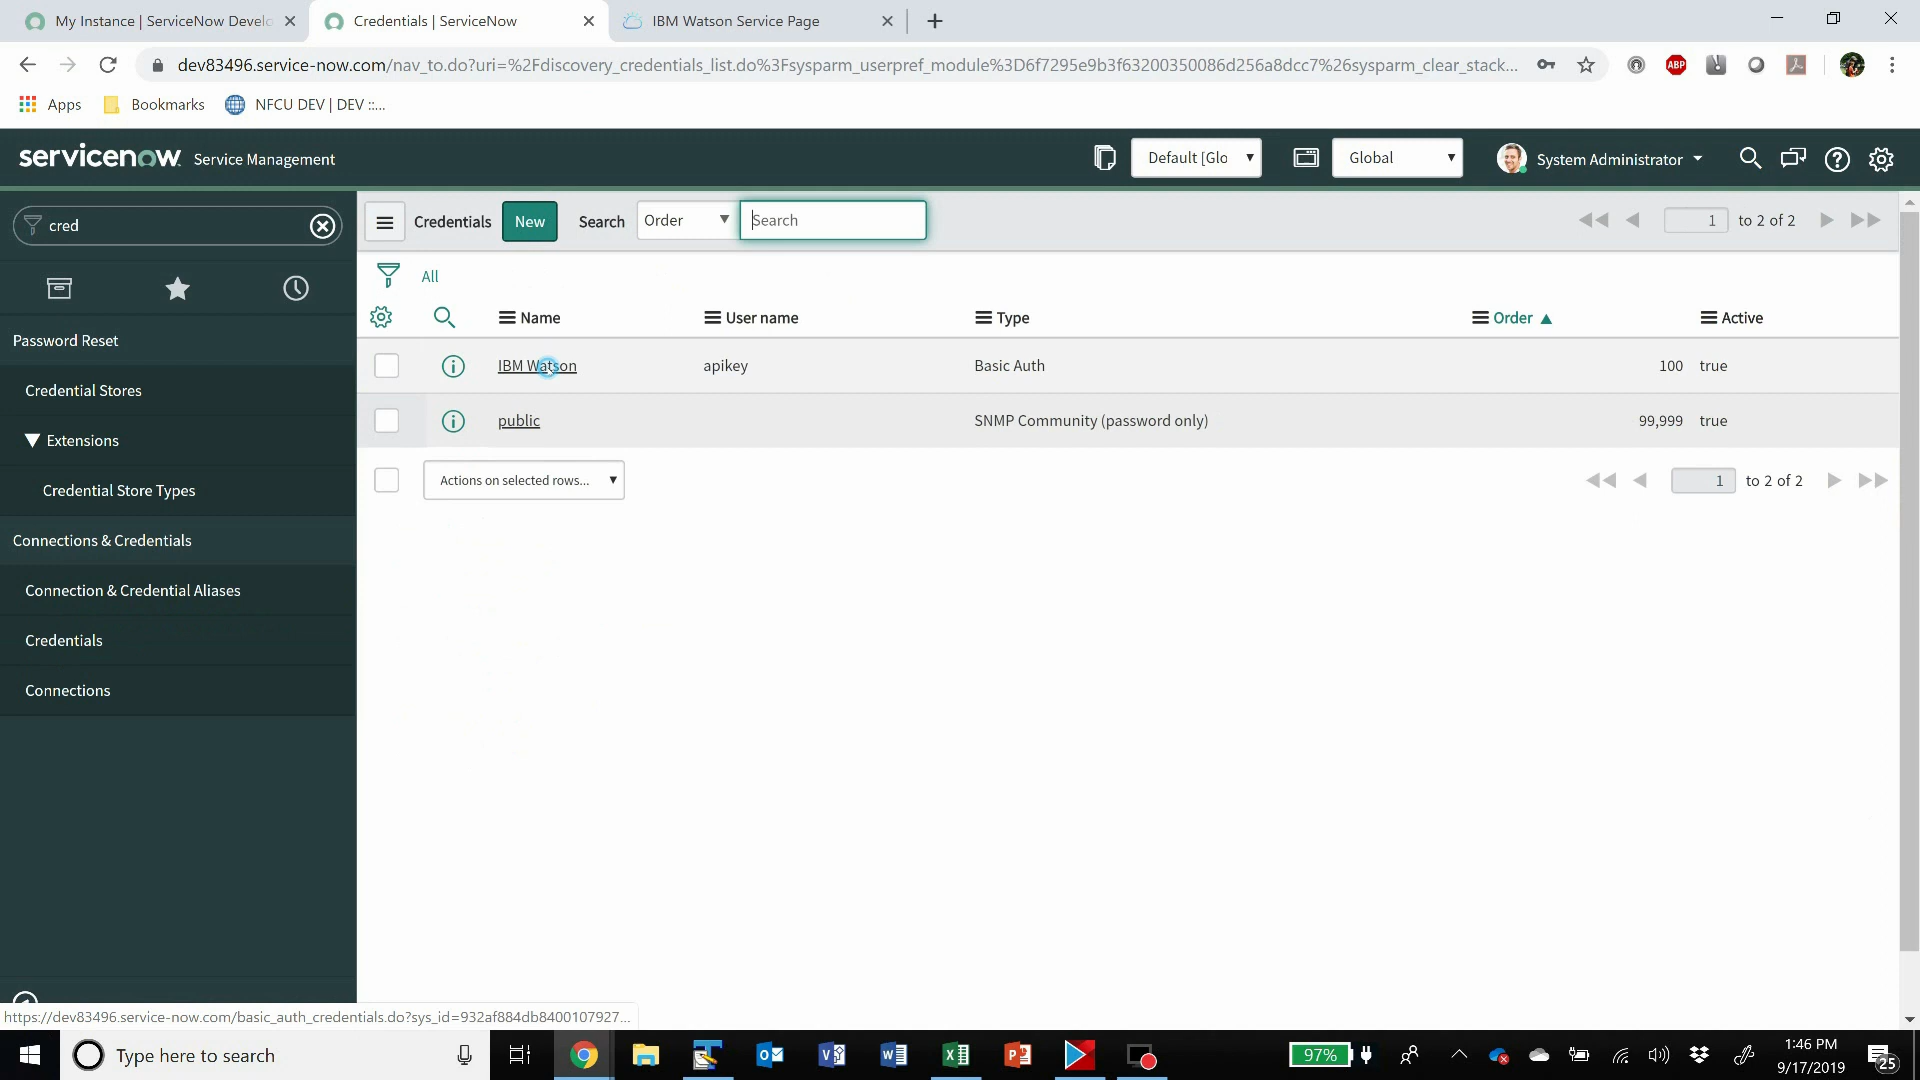 My Instance | ServiceNow Develo
Credentials | ServiceNow
IBM Watson Service Page
dev83496.service-now.com/nav_to.do?uri=%2Fdiscovery_credentials_list.do%3Fsysparm_userpref_module%3D6f7295e9b3f63200350086d256a8dcc7%26sysparm_clear_stack...
ABP
Apps
Bookmarks
NFCU DEV | DEV ::...
servicenow Service Management
Default [Glo
Global
System Administrator
cred
Credentials
New
Search
Order
Search
1 to 2 of 2
All
Name
User name
Type
Order
Active
IBM Watson
apikey
Basic Auth
100
true
public
SNMP Community (password only)
99,999
true
Actions on selected rows...
1 to 2 of 2
Password Reset
Credential Stores
Extensions
Credential Store Types
Connections & Credentials
Connection & Credential Aliases
Credentials
Connections
https://dev83496.service-now.com/basic_auth_credentials.do?sys_id=932af884db8400107927...
Type here to search
97%
1:46 PM
9/17/2019
25